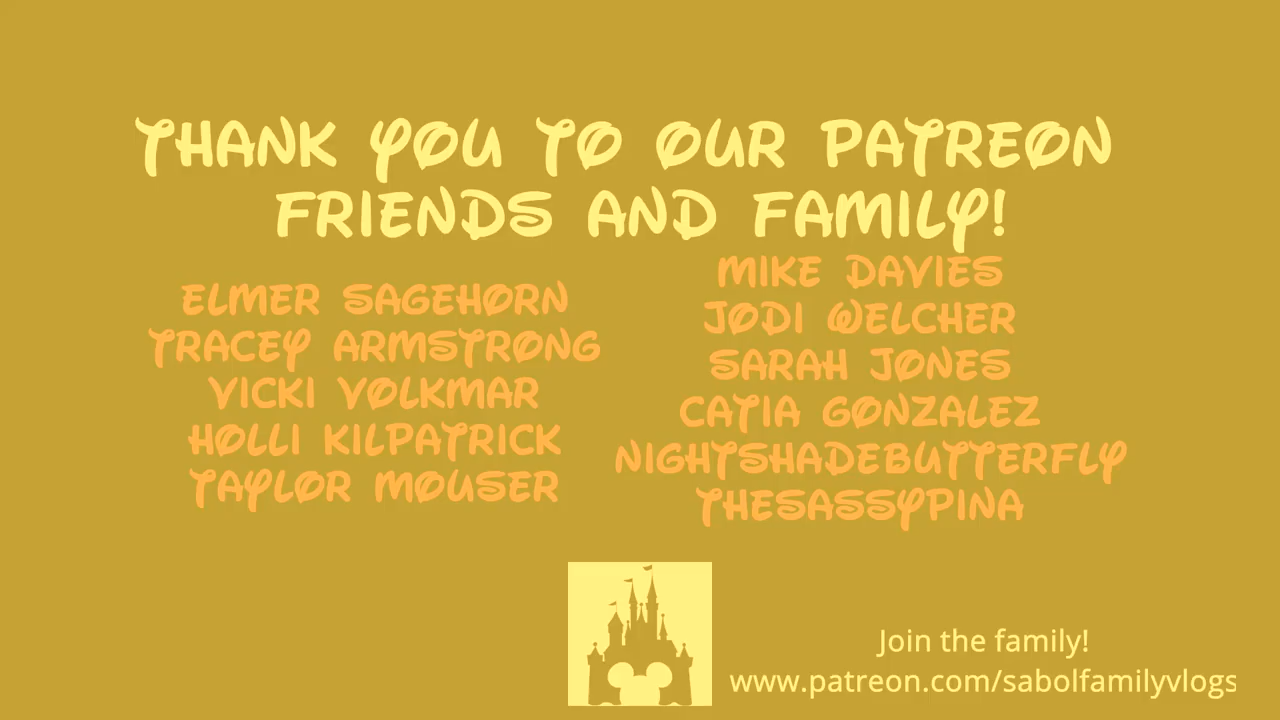 THANK YOU TO OUR PATREON
FRIENDS AND FAMILY!
ELMER SAGEHORN
TRACEY ARMSTRONG
VICKI VOLKMAR
HOLLI KILPATRICK
TAYLOR MOUSER
MIKE DAVIES
JODI WELCHER
SARAH JONES
CATIA GONZALEZ
NIGHTSHADEBUTTERFLY
THESASSYPINA
Join the family!
www.patreon.com/sabolfamilyvlogs